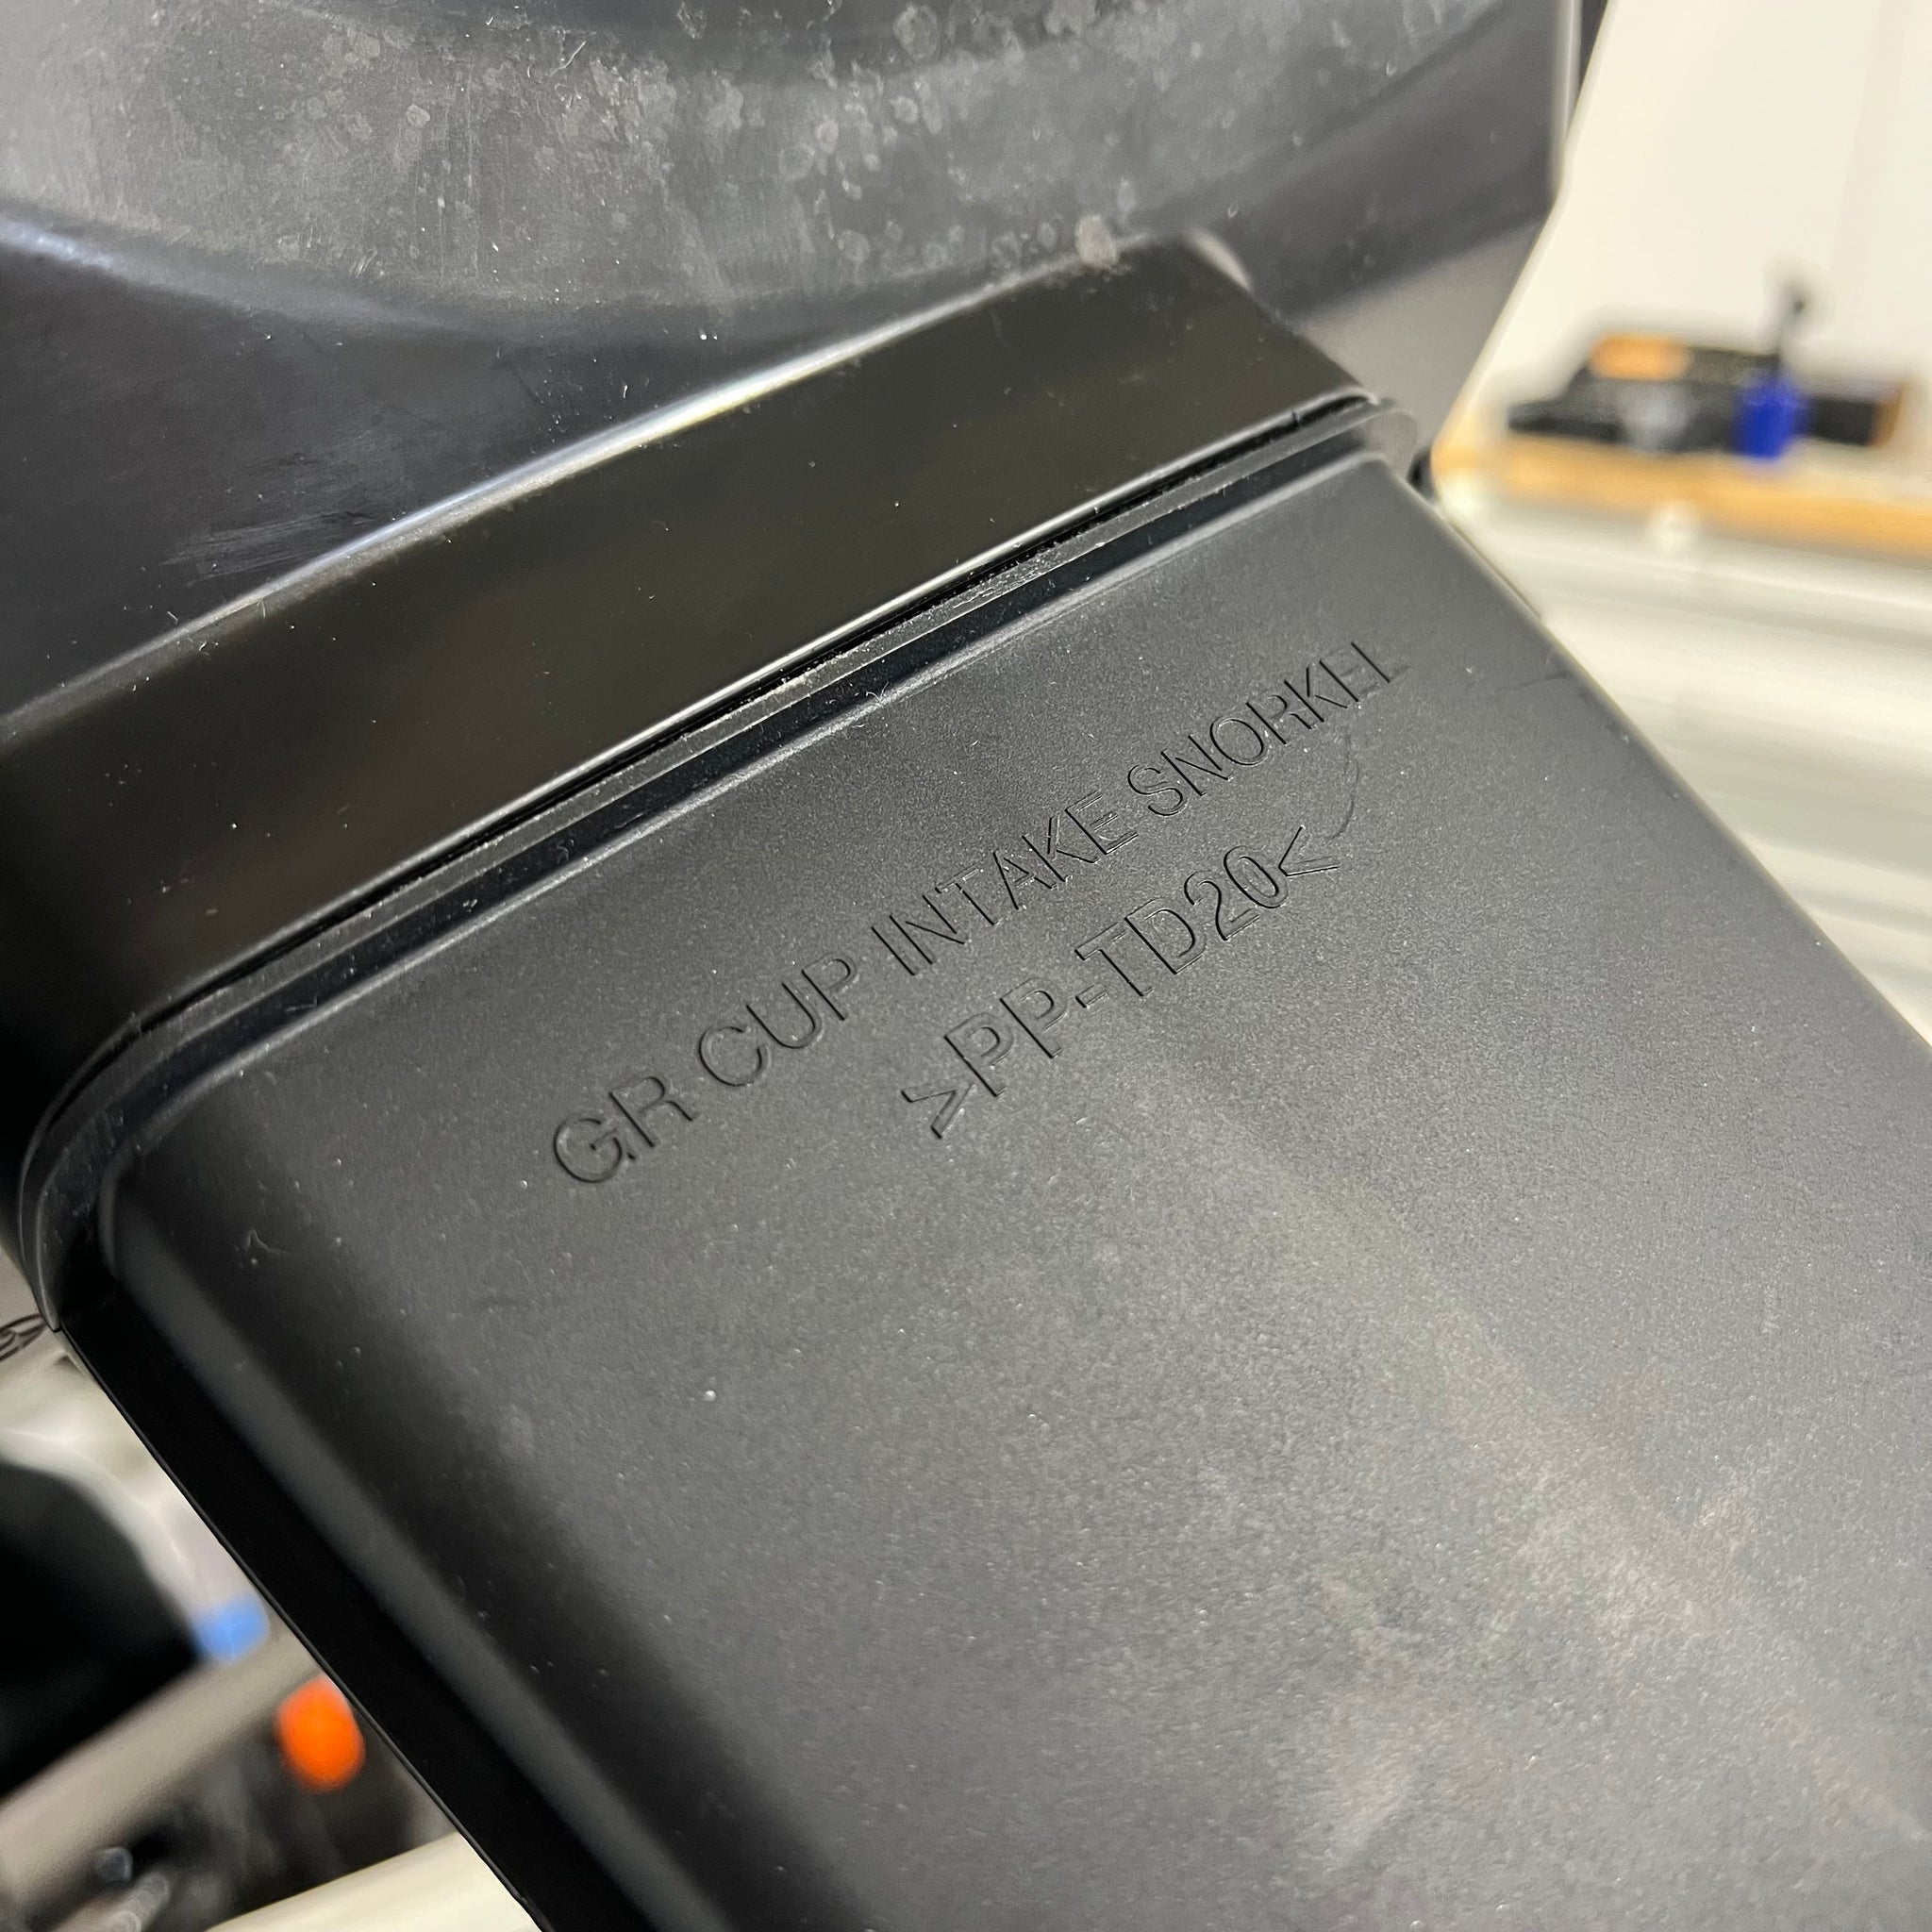 GR CUP INTAKE SNORKEL
>PP-TD20<